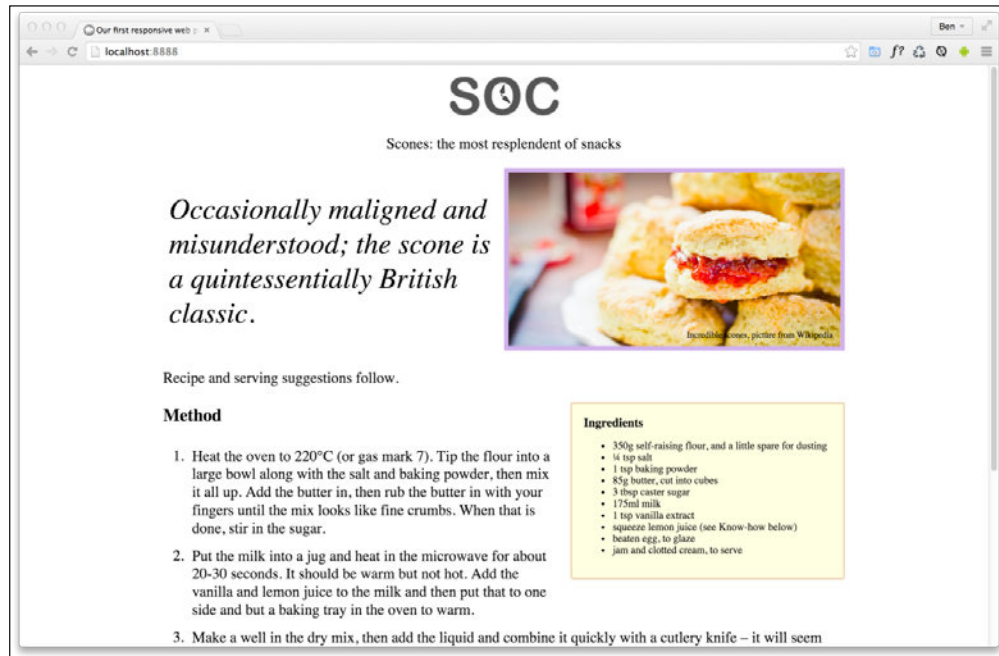 Our first responsive web p
Ben
localhost:8888
f?
SOC
Scones: the most resplendent of snacks
Occasionally maligned and
misunderstood; the scone is
a quintessentially British
classic.
Incredible scones, picture from Wikipedia
Recipe and serving suggestions follow.
Method
1. Heat the oven to 220°C (or gas mark 7). Tip the flour into a
large bowl along with the salt and baking powder, then mix
it all up. Add the butter in, then rub the butter in with your
fingers until the mix looks like fine crumbs. When that is
done, stir in the sugar.
2. Put the milk into a jug and heat in the microwave for about
20-30 seconds. It should be warm but not hot. Add the
vanilla and lemon juice to the milk and then put that to one
side and but a baking tray in the oven to warm.
3. Make a well in the dry mix, then add the liquid and combine it quickly with a cutlery knife – it will seem
Ingredients
• 350g self-raising flour, and a little spare for dusting
• ¼ tsp salt
• 1 tsp baking powder
• 85g butter, cut into cubes
• 3 tbsp caster sugar
• 175ml milk
• 1 tsp vanilla extract
• squeeze lemon juice (see Know-how below)
• beaten egg, to glaze
• jam and clotted cream, to serve